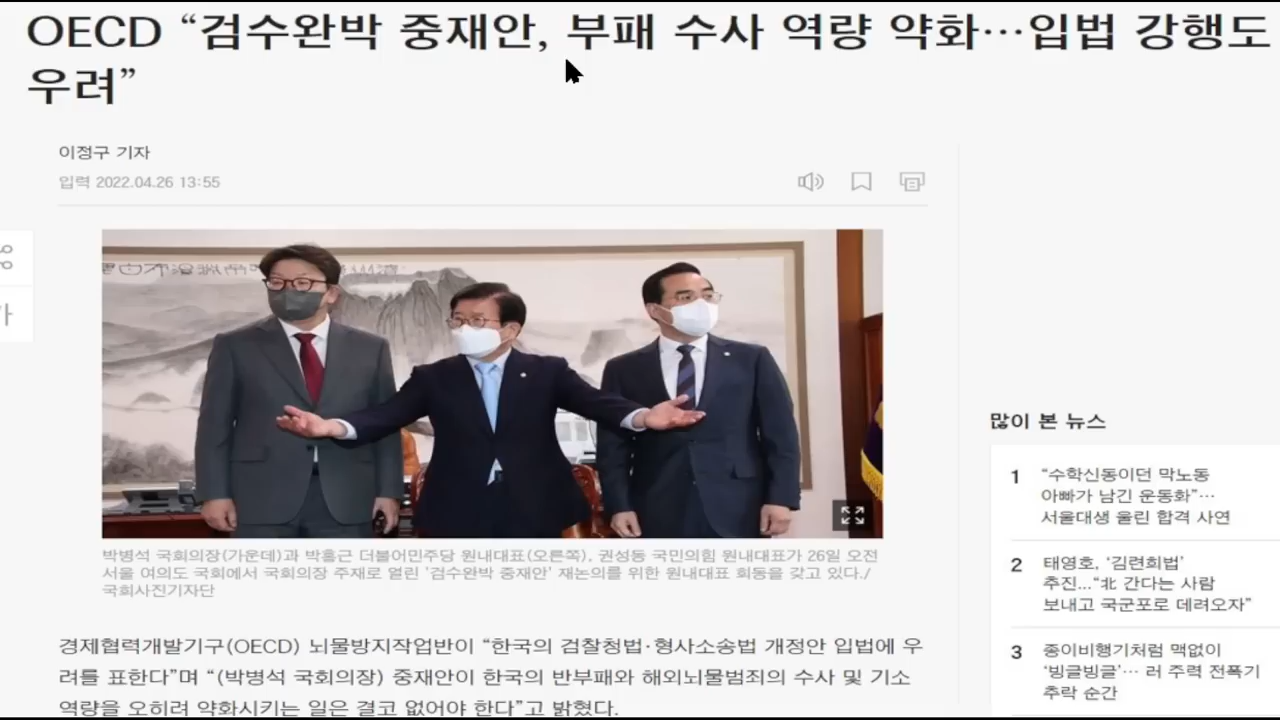 OECD “검수완박 중재안, 부패 수사 역량 약화…입법 강행도
우려”
이정구 기자
입력 2022.04.26 13:55
가
박병석 국회의장(가운데)과 박홍근 더불어민주당 원내대표(오른쪽), 권성동 국민의힘 원내대표가 26일 오전
서울 여의도 국회에서 국회의장 주재로 열린 '검수완박 중재안' 재논의를 위한 원내대표 회동을 갖고 있다./
국회사진기자단
경제협력개발기구(OECD) 뇌물방지작업반이 “한국의 검찰청법·형사소송법 개정안 입법에 우
려를 표한다”며 “(박병석 국회의장) 중재안이 한국의 반부패와 해외뇌물범죄의 수사 및 기소
역량을 오히려 약화시키는 일은 결코 없어야 한다”고 밝혔다.
많이 본 뉴스
1 “수학신동이던 막노동
아빠가 남긴 운동화”…
서울대생 울린 합격 사연
2 태영호, ‘김련희법’
추진...“北 간다는 사람
보내고 국군포로 데려오자”
3 종이비행기처럼 맥없이
‘빙글빙글’… 러 주력 전폭기
추락 순간